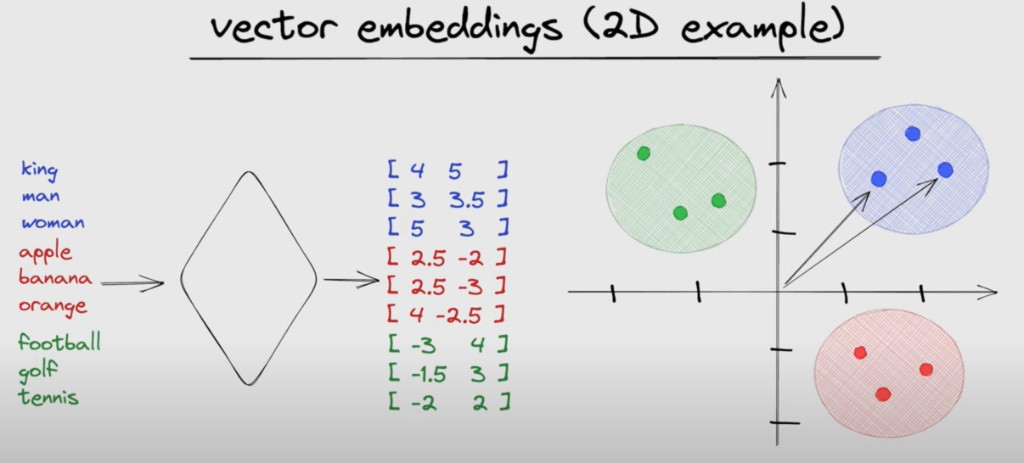 vector embeddings (2D example)
king
man
woman
apple
banana
orange
football
golf
tennis
[ 4 5 ]
[ 3 3.5 ]
[ 5 3 ]
[ 2.5 -2 ]
[ 2.5 -3 ]
[ 4 -2.5 ]
[ -3 4 ]
[ -1.5 3 ]
[ -2 2 ]